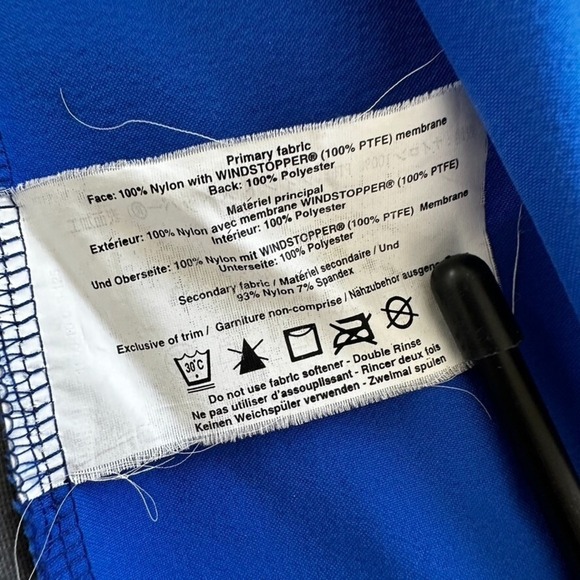 Primary fabric
Face: 100% Nylon with WINDSTOPPER® (100% PTFE) membrane
Back: 100% Polyester
Matériel principal
Extérieur: 100% Nylon avec membrane WINDSTOPPER® (100% PTFE)
Intérieur: 100% Polyester
Und Oberseite: 100% Nylon mit WINDSTOPPER® (100% PTFE) Membrane
Unterseite: 100% Polyester
Secondary fabric / Matériel secondaire / Und
93% Nylon 7% Spandex
Exclusive of trim / Garniture non-comprise / Nähzubehor
30°C
Do not use fabric softener - Double Rinse
Ne pas utiliser d'assouplissant - Rincer deux fois
Keinen Weichspüler verwenden - Zweimal spülen